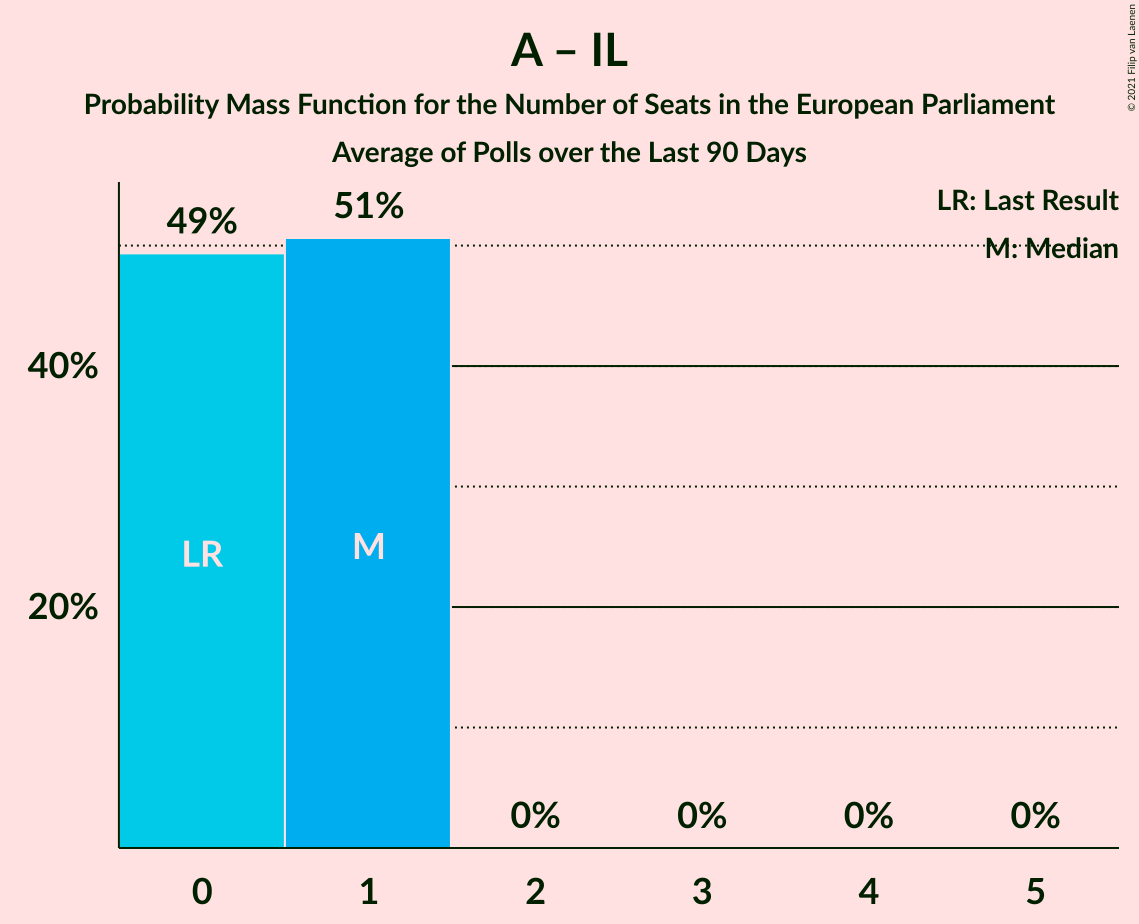 A – IL
Probability Mass Function for the Number of Seats in the European Parliament
Average of Polls over the Last 90 Days
© 2021 Filip van Laenen
LR: Last Result
M: Median
49%
51%
40%
20%
LR
M
0%
0%
0%
0%
0
1
2
3
4
5